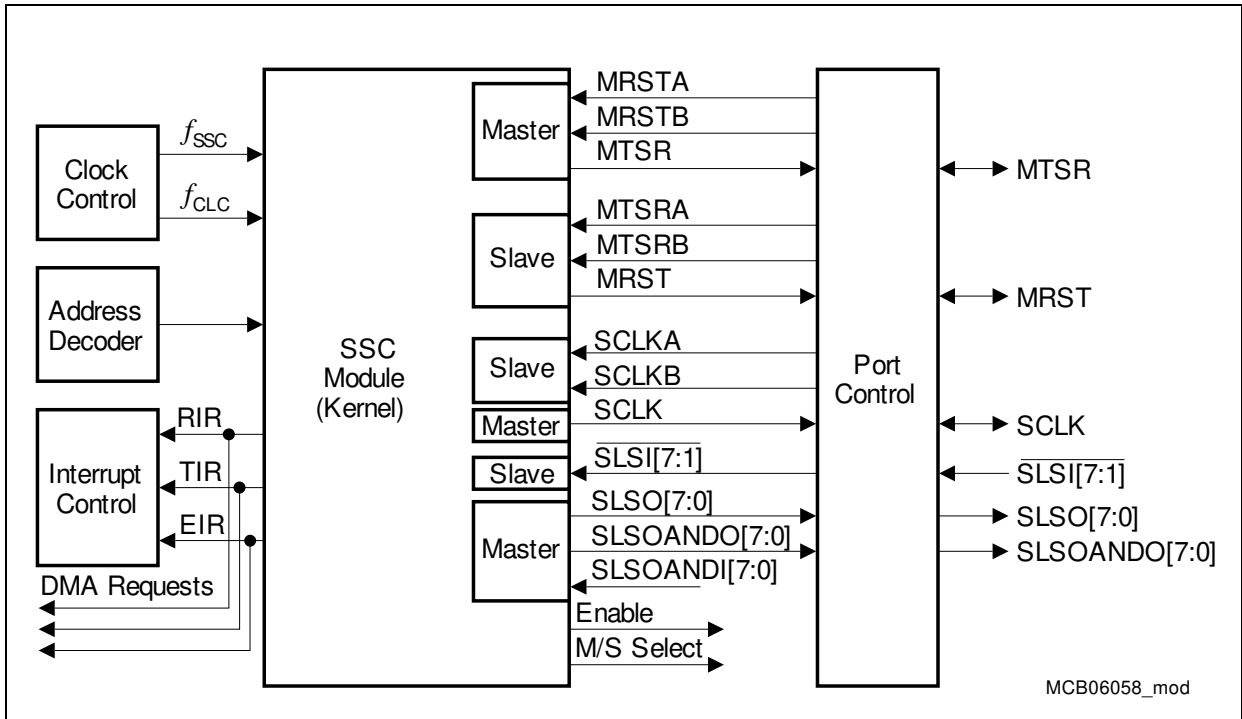 Clock
Control
fSSC
fCLC
Address
Decoder
Interrupt
Control
RIR
TIR
EIR
DMA Requests
SSC
Module
(Kernel)
Master
Slave
Slave
Master
Slave
Master
MRSTA
MRSTB
MTSR
MTSRA
MTSRB
MRST
SCLKA
SCLKB
SCLK
SLSI[7:1]
SLSO[7:0]
SLSOANDO[7:0]
SLSOANDI[7:0]
Enable
M/S Select
Port
Control
MTSR
MRST
SCLK
SLSI[7:1]
SLSO[7:0]
SLSOANDO[7:0]
MCB06058_mod